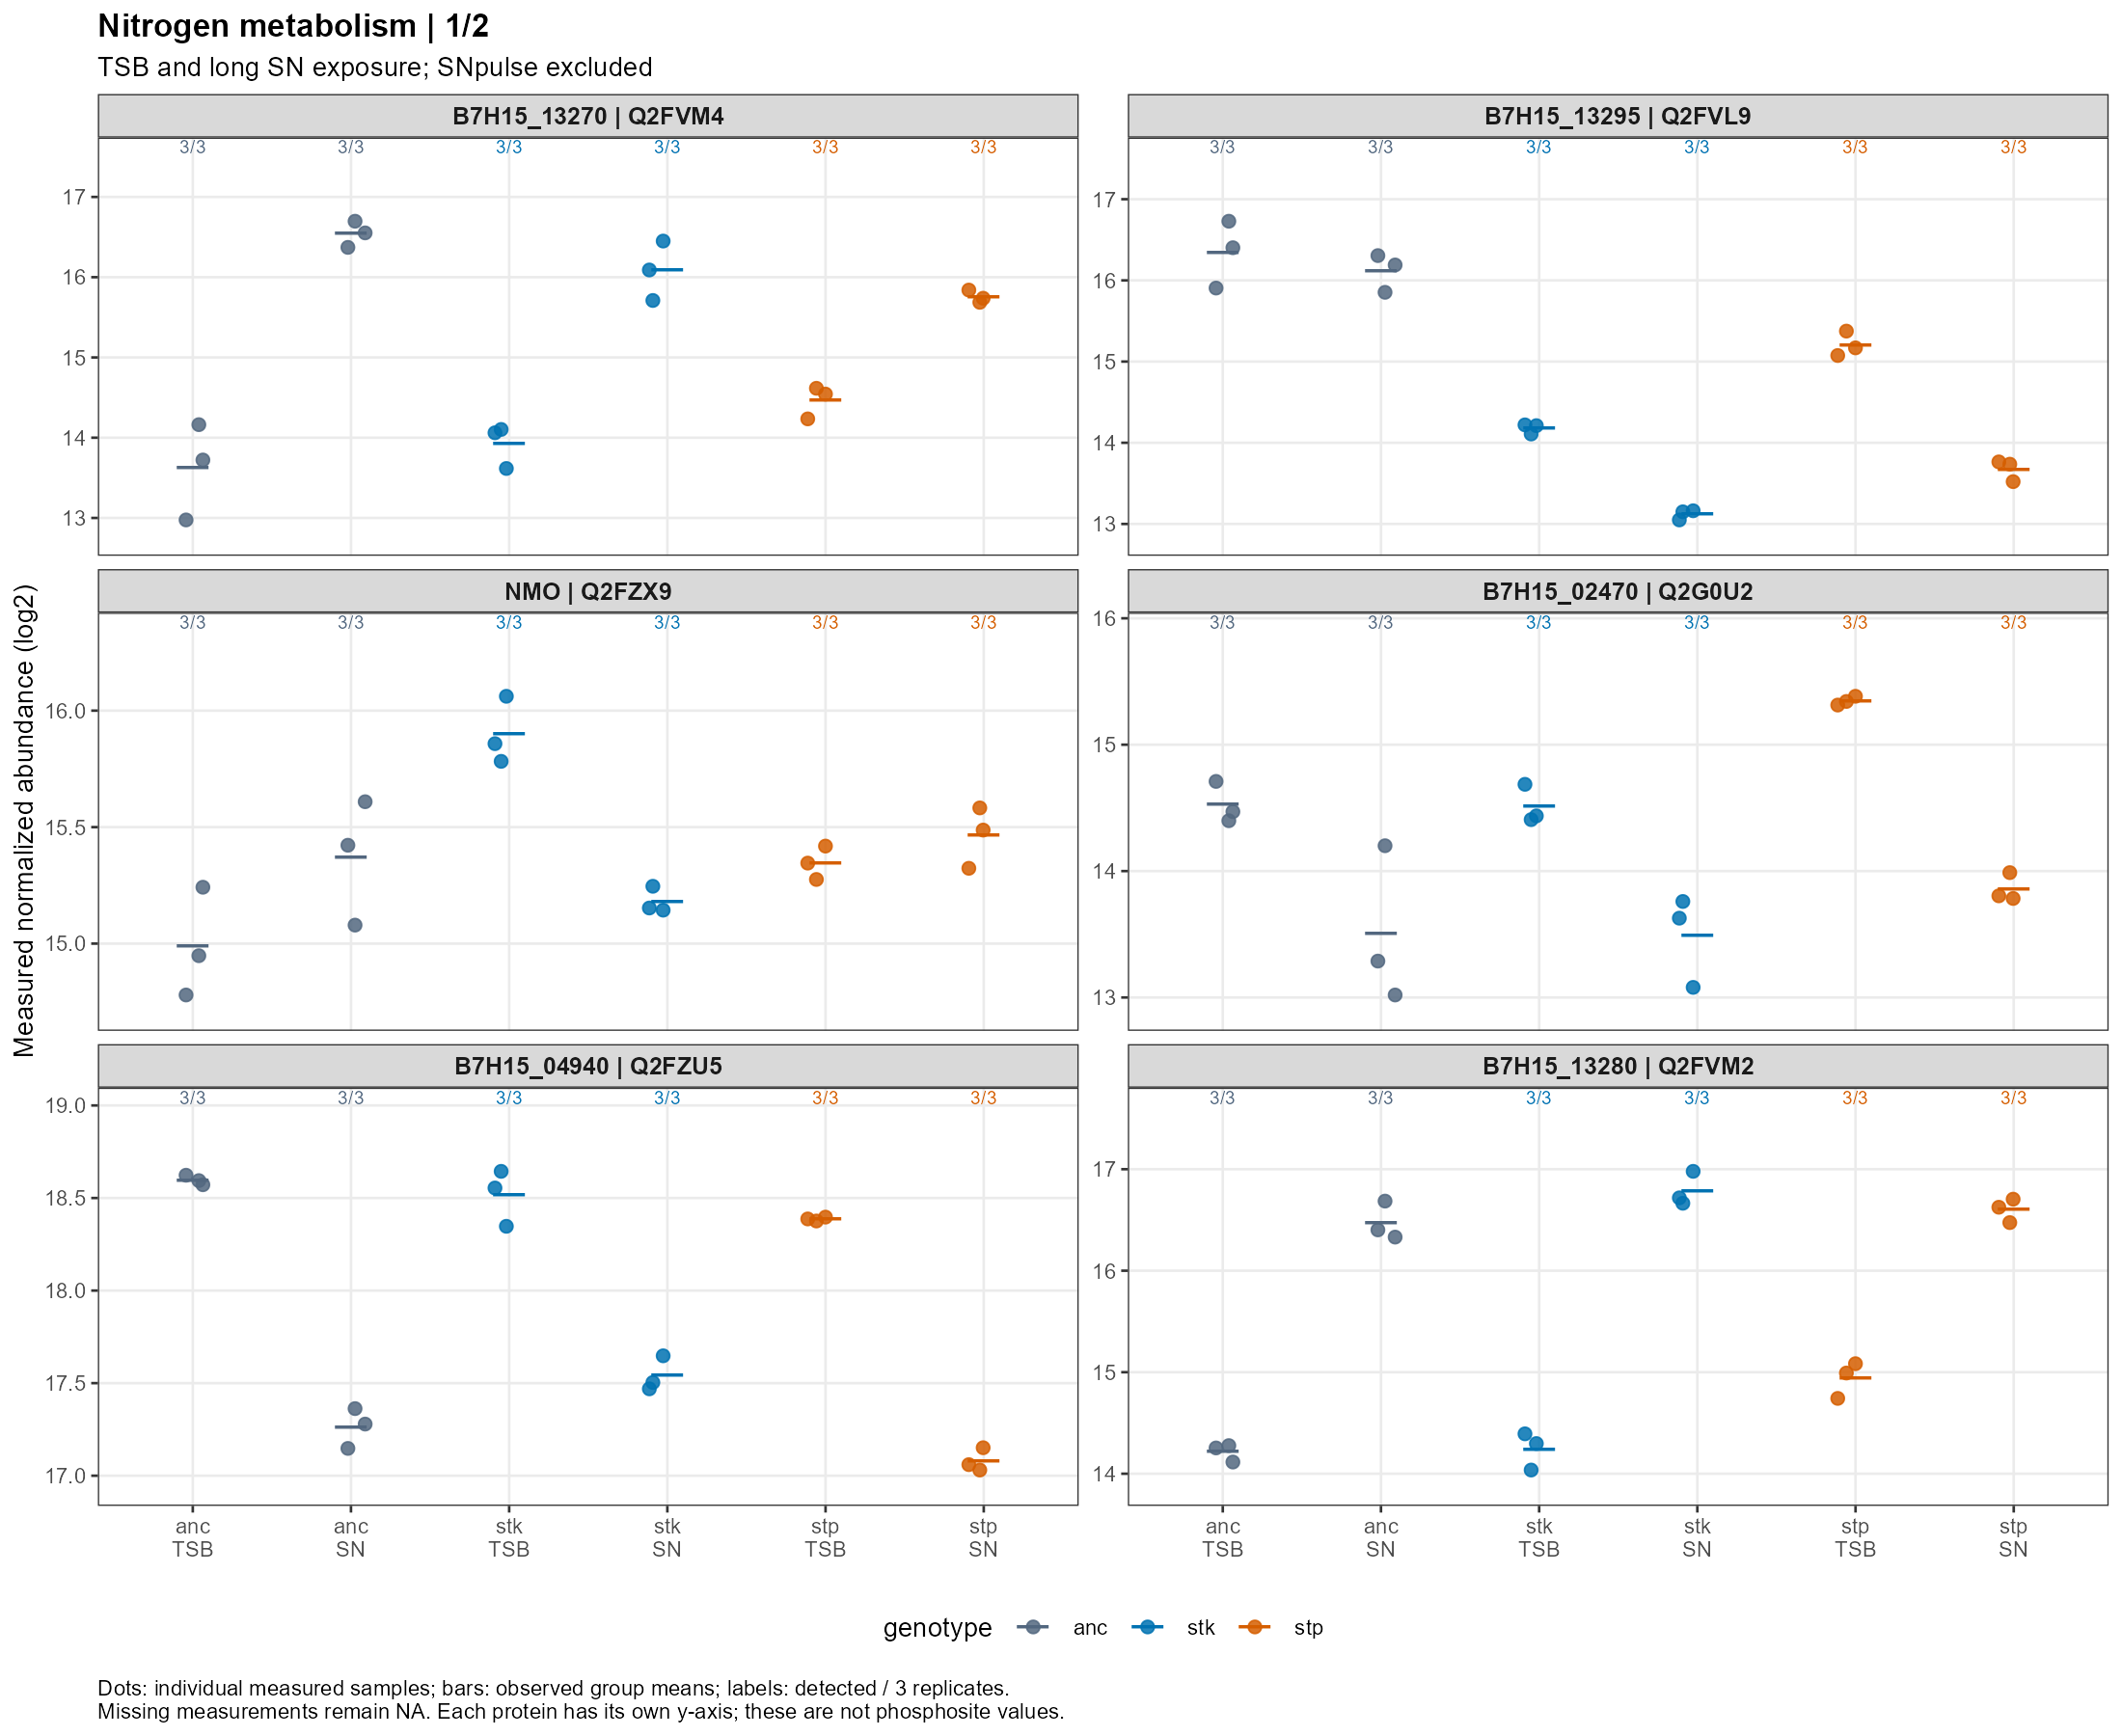 Nitrogen metabolism | 1/2
TSB and long SN exposure; SNpulse excluded
Measured normalized abundance (log2)
B7H15_13270 | Q2FVM4
3/3 3/3 3/3 3/3 3/3 3/3
17
16
15
14
13
B7H15_13295 | Q2FVL9
3/3 3/3 3/3 3/3 3/3 3/3
17
16
15
14
13
NMO | Q2FZX9
3/3 3/3 3/3 3/3 3/3 3/3
16.0
15.5
15.0
B7H15_02470 | Q2G0U2
3/3 3/3 3/3 3/3 3/3 3/3
16
15
14
13
B7H15_04940 | Q2FZU5
3/3 3/3 3/3 3/3 3/3 3/3
19.0
18.5
18.0
17.5
17.0
anc anc stk stk stp stp
TSB SN TSB SN TSB SN
B7H15_13280 | Q2FVM2
3/3 3/3 3/3 3/3 3/3 3/3
17
16
15
14
anc anc stk stk stp stp
TSB SN TSB SN TSB SN
genotype anc stk stp
Dots: individual measured samples; bars: observed group means; labels: detected / 3 replicates.
Missing measurements remain NA. Each protein has its own y-axis; these are not phosphosite values.